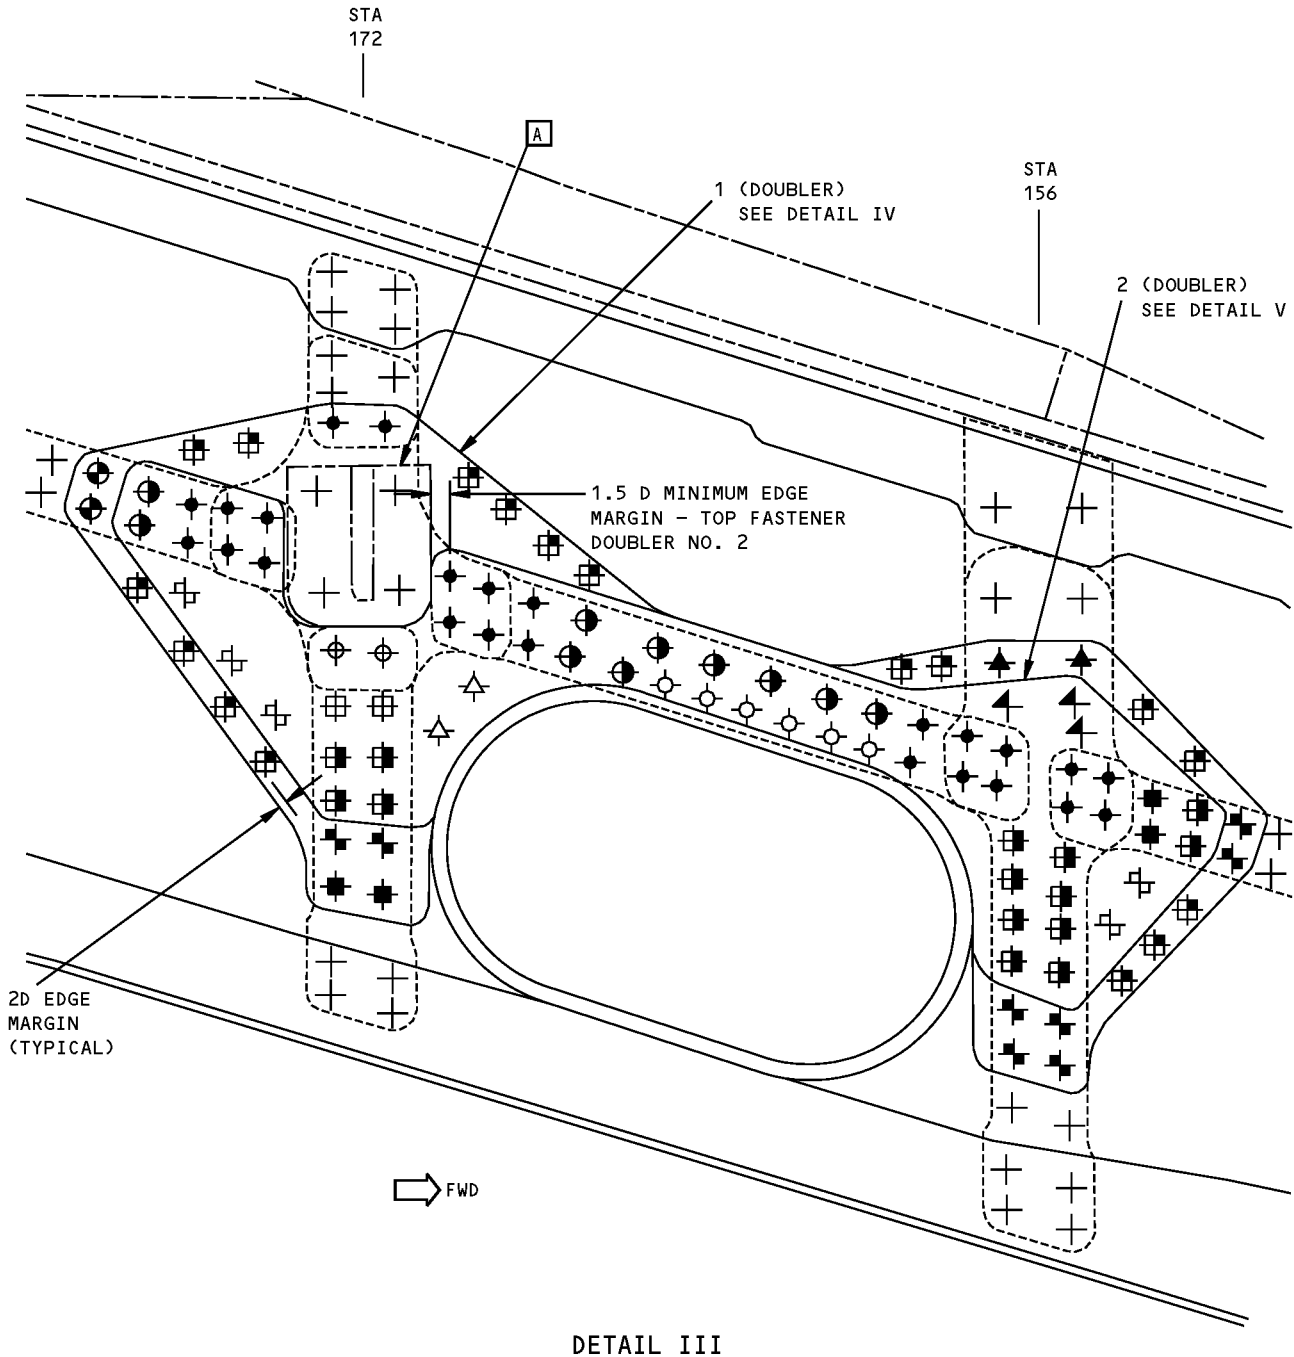 STA
172
A
1 (DOUBLER)
SEE DETAIL IV
STA
156
2 (DOUBLER)
SEE DETAIL V
1.5 D MINIMUM EDGE
MARGIN – TOP FASTENER
DOUBLER NO. 2
2D EDGE
MARGIN
(TYPICAL)
FWD
DETAIL III